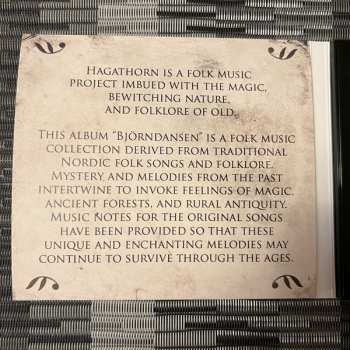 Hagathorn is a folk music
project imbued with the magic,
bewitching nature,
and folklore of old.
This album "Björndansen" is a folk music
collection derived from traditional
Nordic folk songs and folklore.
Mystery and melodies from the past
intertwine to invoke feelings of magic,
ancient forests, and rural antiquity.
Music notes for the original songs
have been provided so that these
unique and enchanting melodies may
continue to survive through the ages.